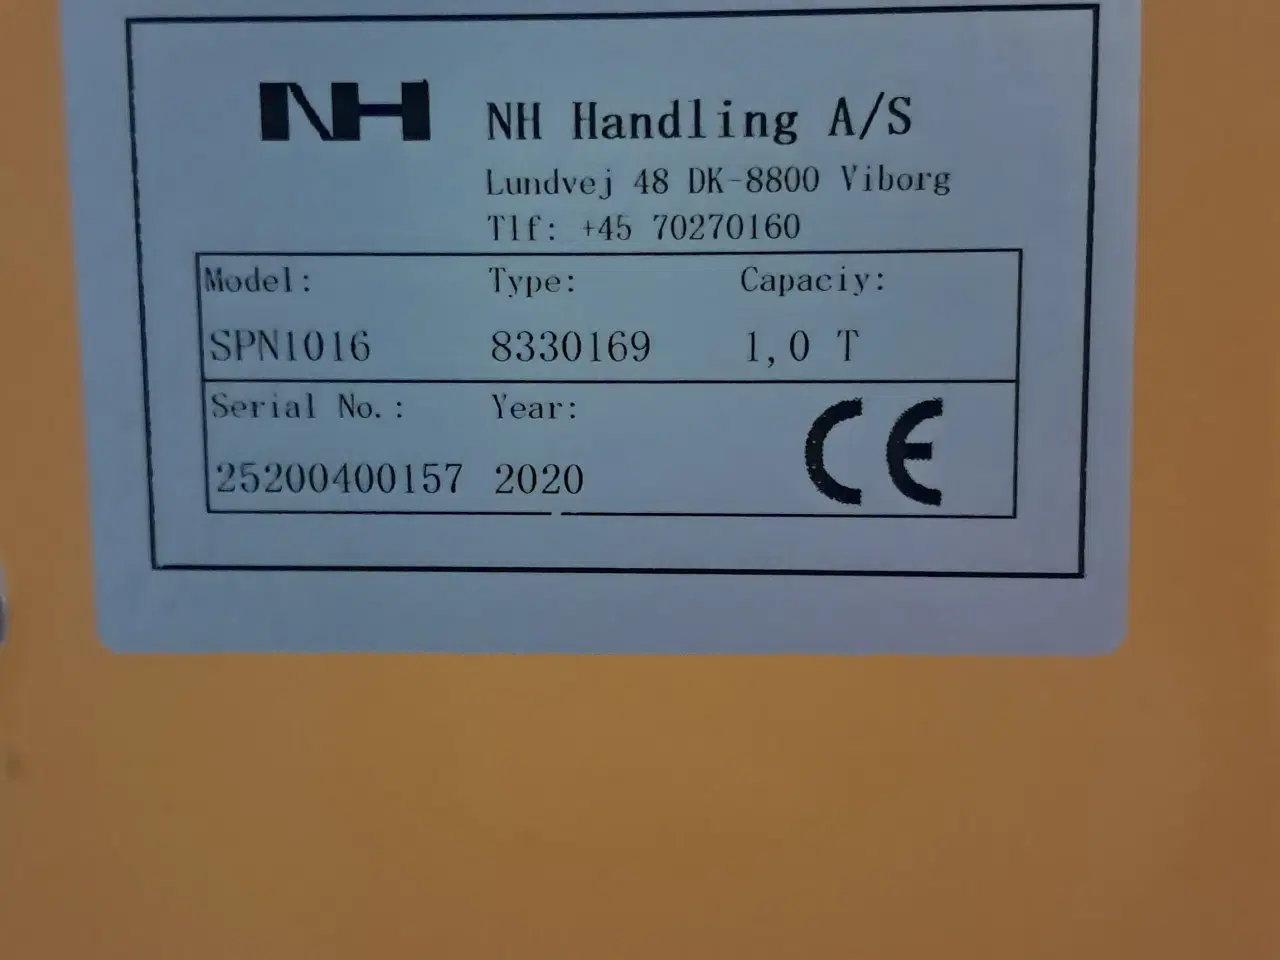 NH NH Handling A/S
Lundvej 48 DK-8800 Viborg
Tlf: +45 70270160
Model: Type: Capaciy:
SPN1016 8330169 1,0 T
Serial No.: Year:
25200400157 2020 CE